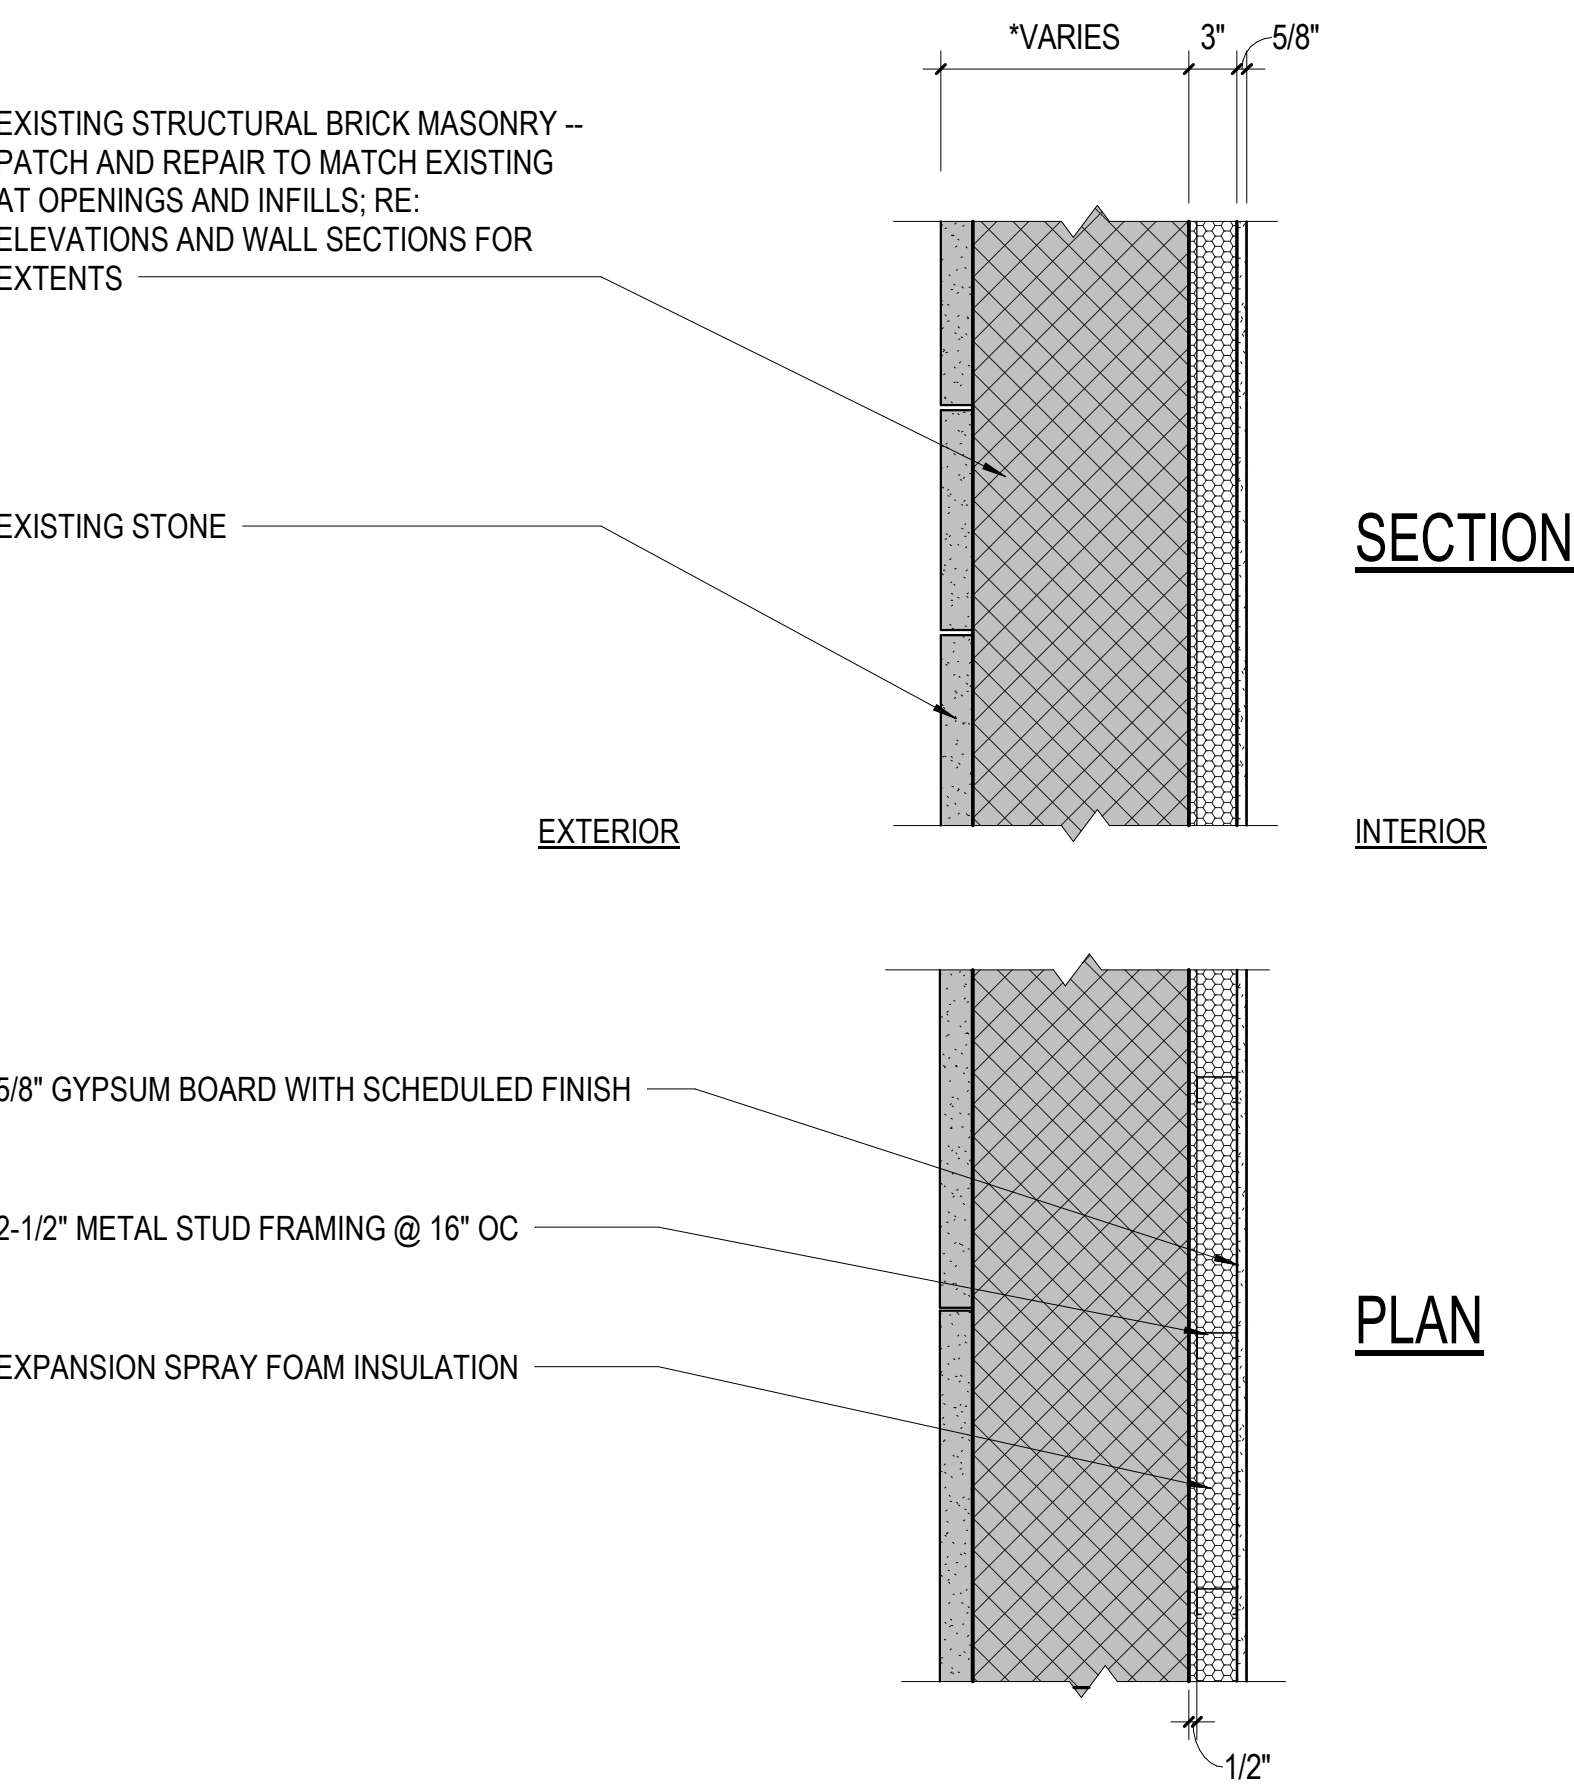 *VARIES 3" 5/8"
EXISTING STRUCTURAL BRICK MASONRY --
PATCH AND REPAIR TO MATCH EXISTING
AT OPENINGS AND INFILLS; RE:
ELEVATIONS AND WALL SECTIONS FOR
EXTENTS
EXISTING STONE
SECTION
EXTERIOR
INTERIOR
5/8" GYPSUM BOARD WITH SCHEDULED FINISH
2-1/2" METAL STUD FRAMING @ 16" OC
PLAN
EXPANSION SPRAY FOAM INSULATION
1/2"